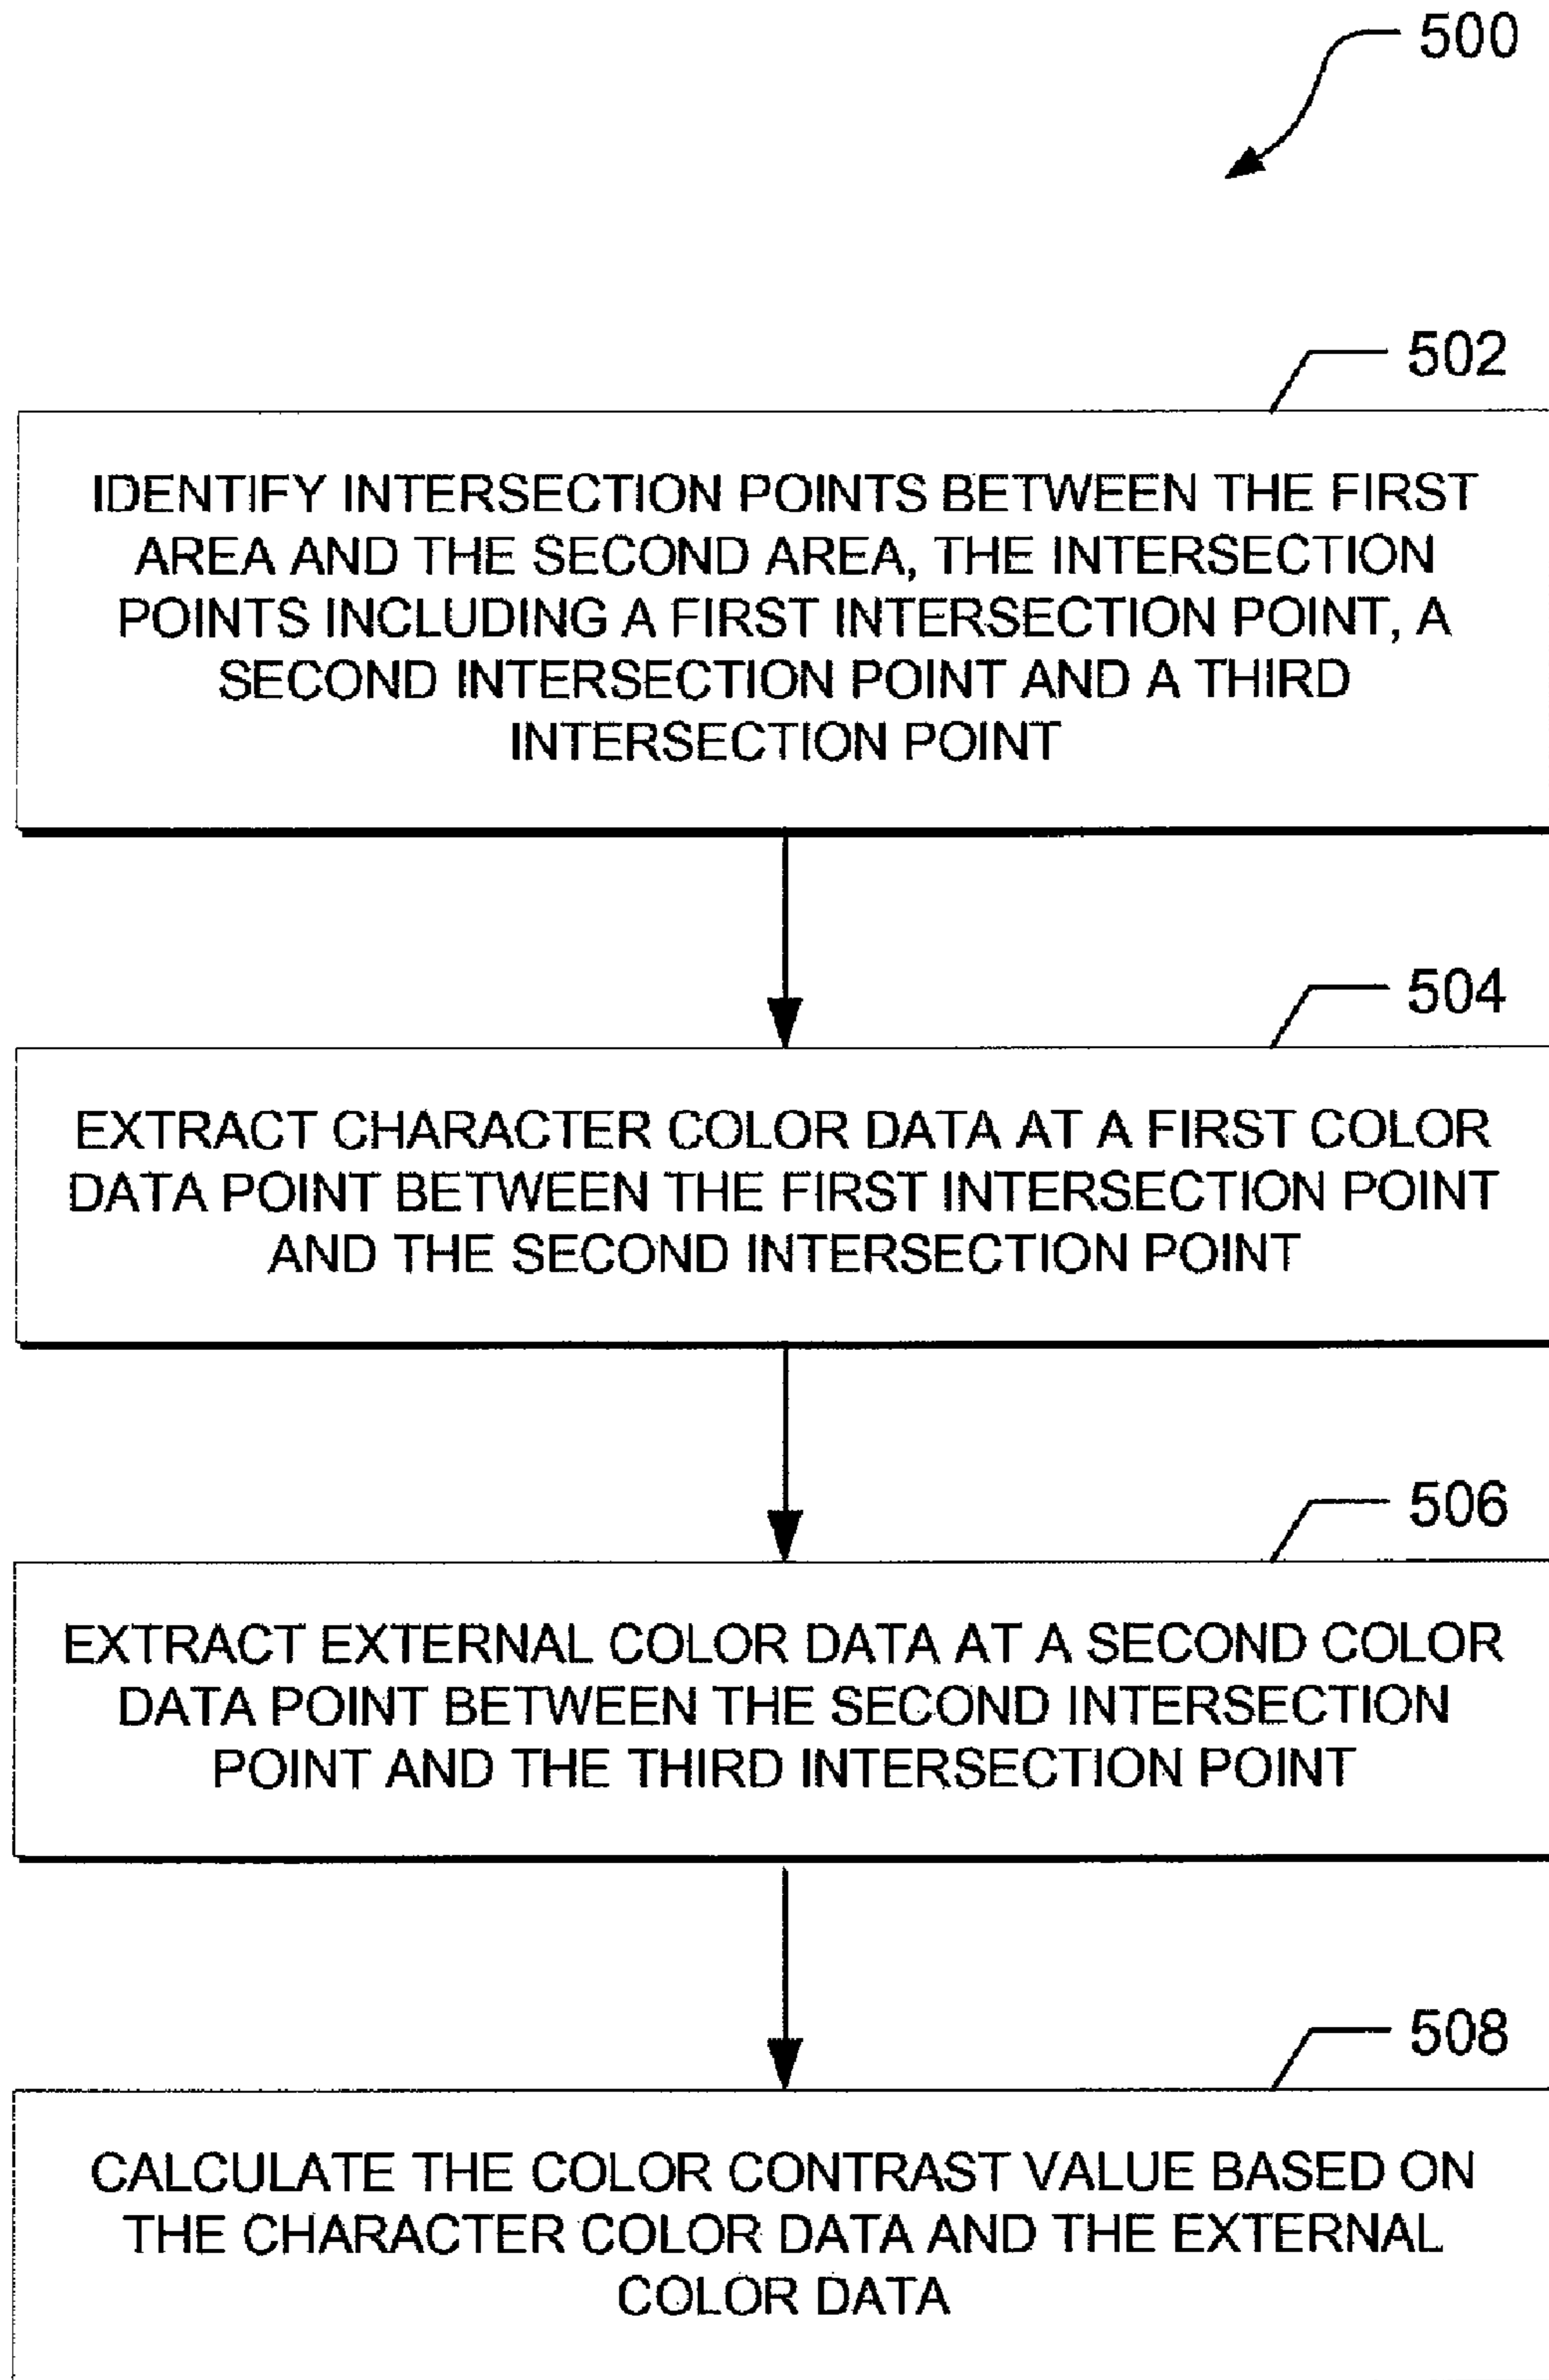 500
502
IDENTIFY INTERSECTION POINTS BETWEEN THE FIRST
AREA AND THE SECOND AREA, THE INTERSECTION
POINTS INCLUDING A FIRST INTERSECTION POINT, A
SECOND INTERSECTION POINT AND A THIRD
INTERSECTION POINT
504
EXTRACT CHARACTER COLOR DATA AT A FIRST COLOR
DATA POINT BETWEEN THE FIRST INTERSECTION POINT
AND THE SECOND INTERSECTION POINT
506
EXTRACT EXTERNAL COLOR DATA AT A SECOND COLOR
DATA POINT BETWEEN THE SECOND INTERSECTION
POINT AND THE THIRD INTERSECTION POINT
508
CALCULATE THE COLOR CONTRAST VALUE BASED ON
THE CHARACTER COLOR DATA AND THE EXTERNAL
COLOR DATA